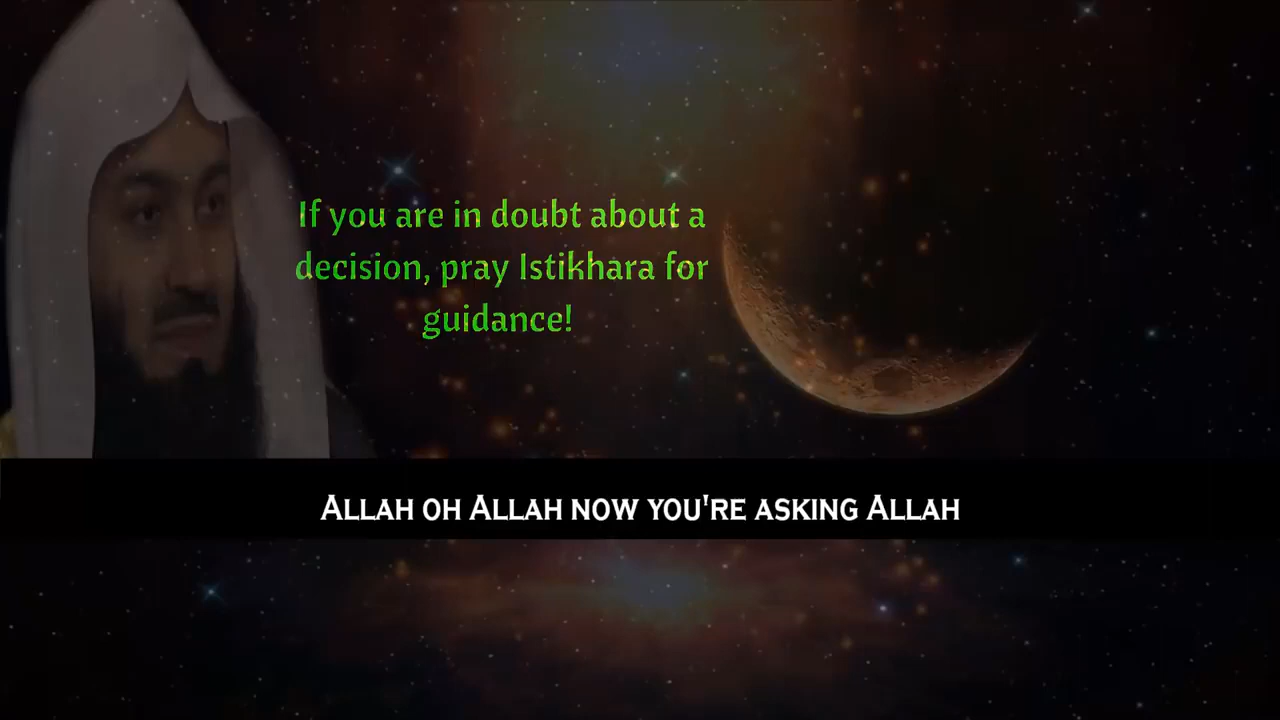 If you are in doubt about a
decision, pray Istikhara for
guidance!
ALLAH OH ALLAH NOW YOU'RE ASKING ALLAH